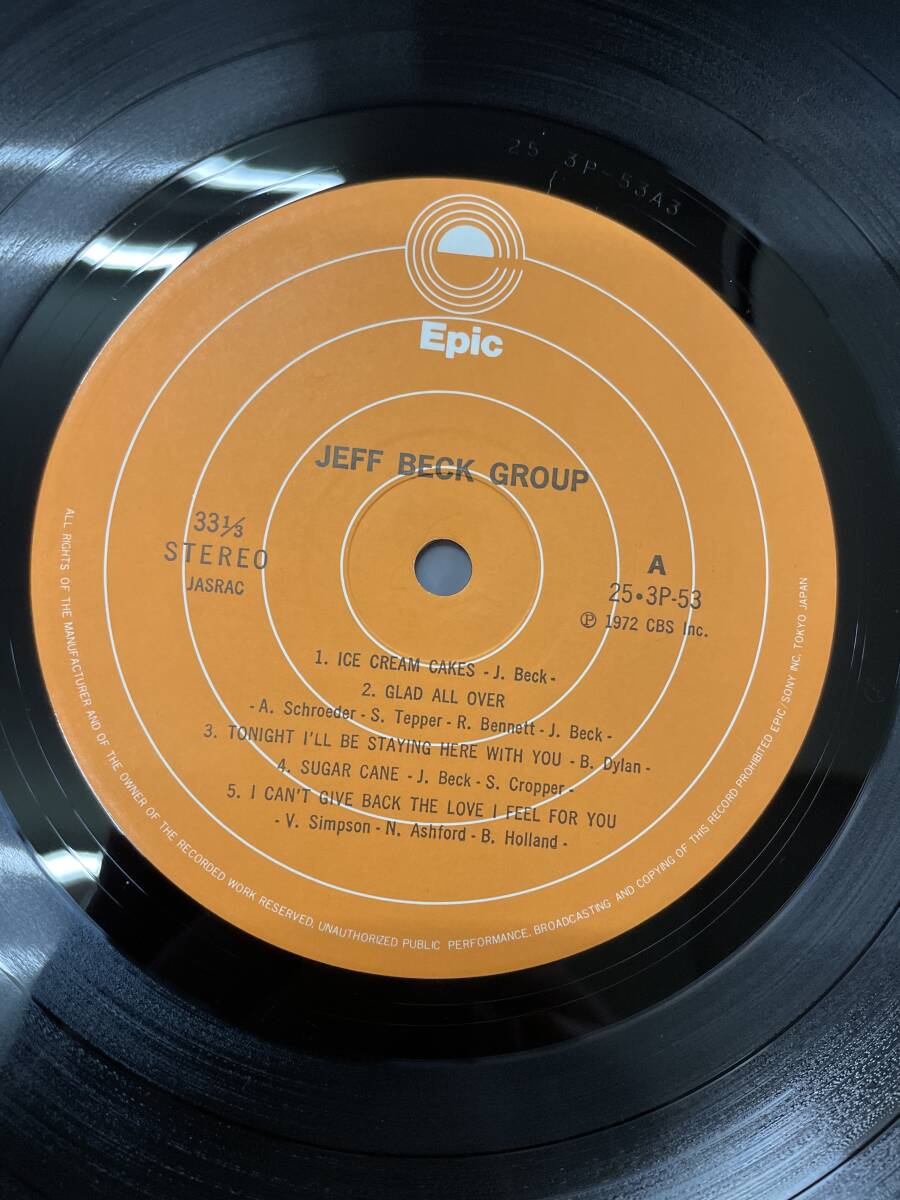 25 3P-53A3
Epic
JEFF BECK GROUP
33⅓
STEREO
JASRAC
A
25•3P-53
Ⓟ 1972 CBS Inc.
1. ICE CREAM CAKES - J. Beck -
2. GLAD ALL OVER
- A. Schroeder - S. Tepper - R. Bennett - J. Beck -
3. TONIGHT I'LL BE STAYING HERE WITH YOU - B. Dylan -
4. SUGAR CANE - J. Beck - S. Cropper -
5. I CAN'T GIVE BACK THE LOVE I FEEL FOR YOU
- V. Simpson - N. Ashford - B. Holland -
ALL RIGHTS OF THE MANUFACTURER AND OF THE OWNER OF THE RECORDED WORK RESERVED, UNAUTHORIZED PUBLIC PERFORMANCE, BROADCASTING AND COPYING OF THIS RECORD PROHIBITED EPIC/SONY INC. TOKYO JAPAN